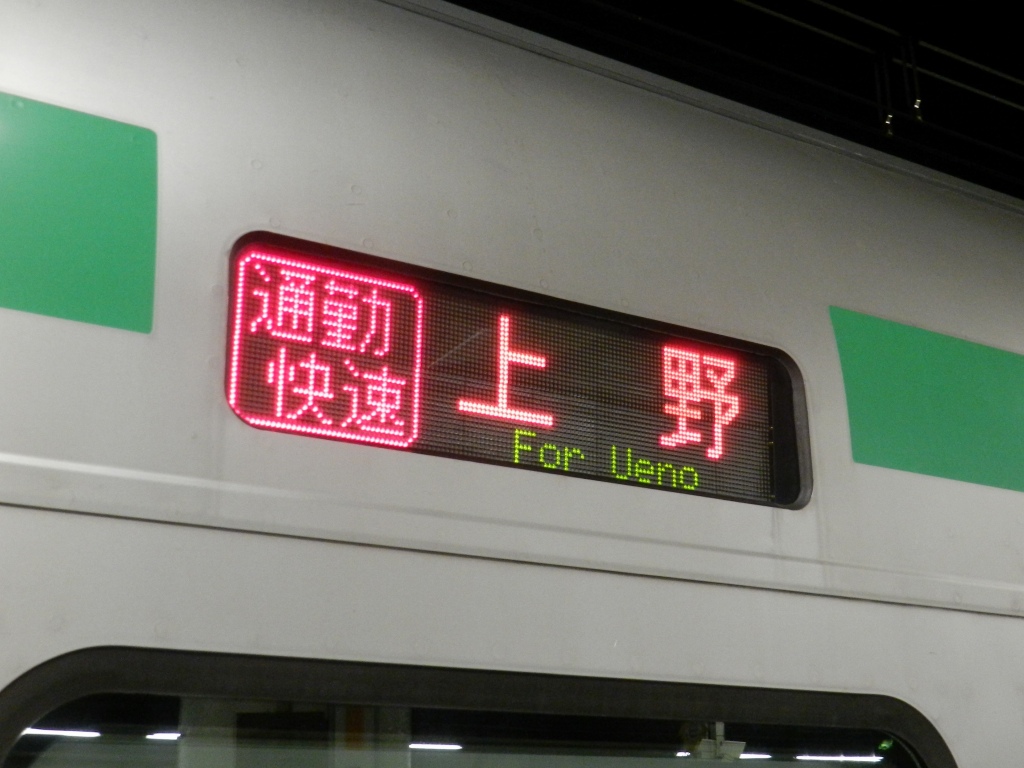 通勤
快速
上野
For Ueno